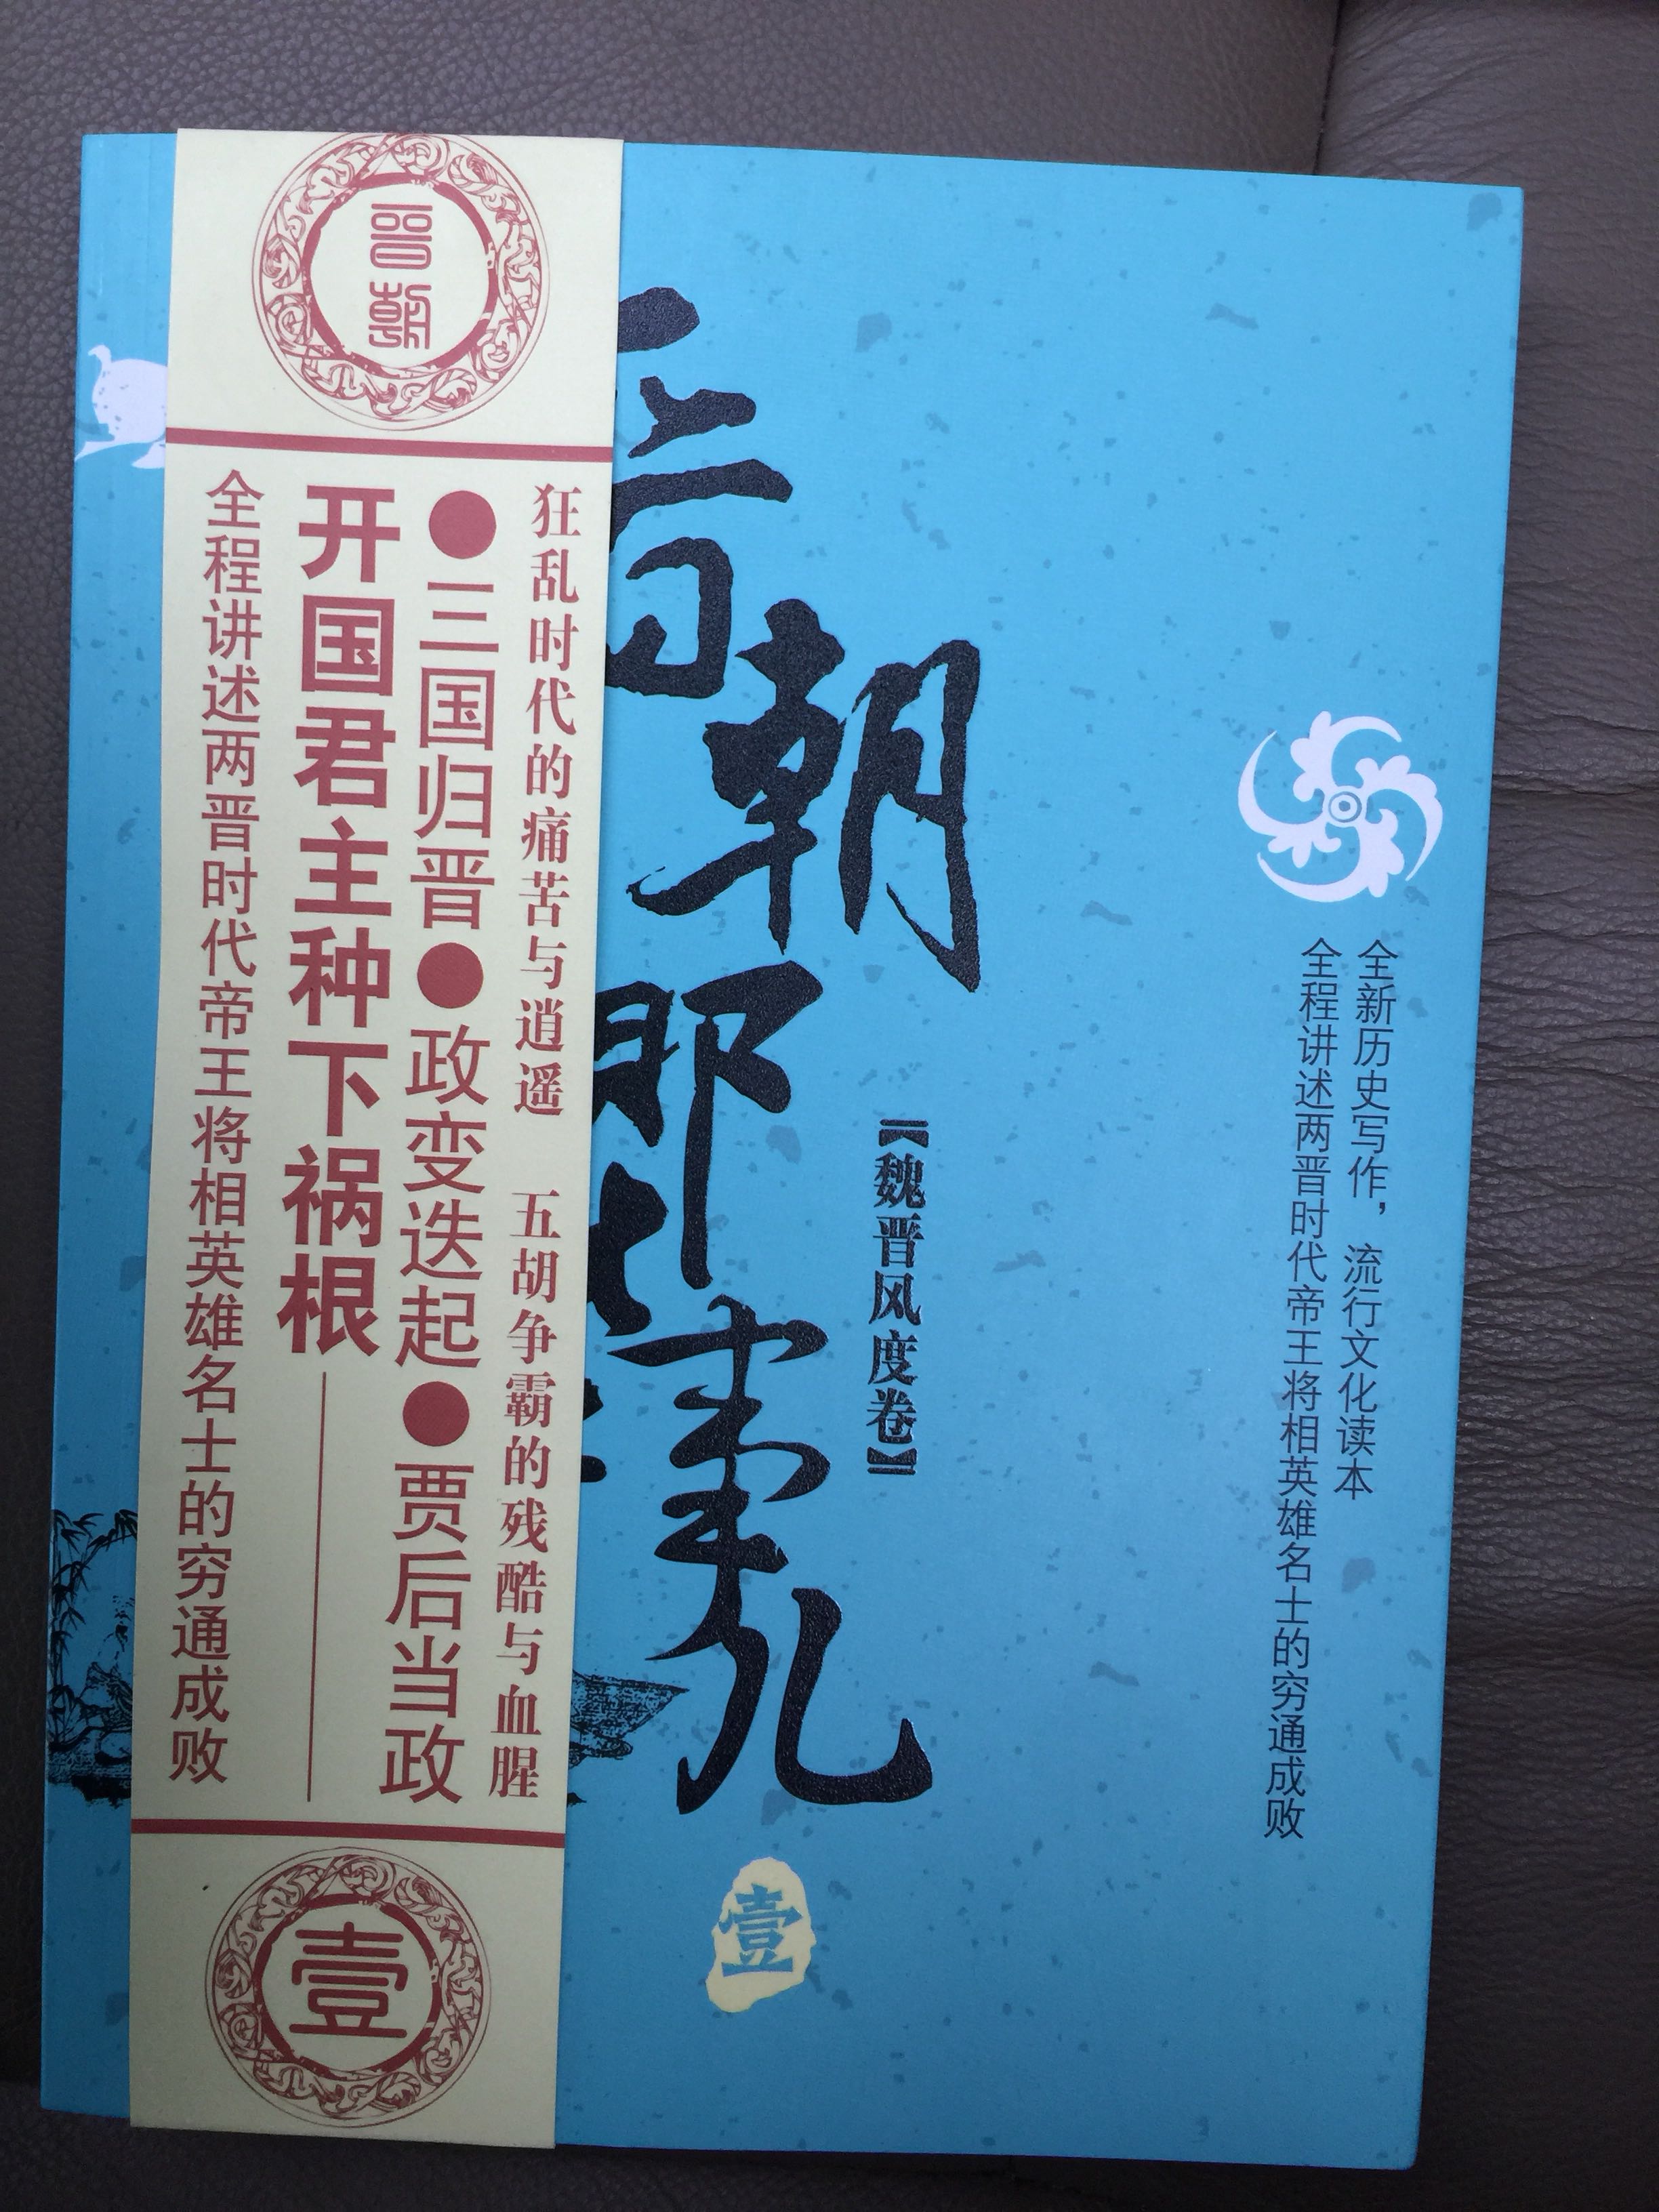 全新历史写作，流行文化读本
全程讲述两晋时代帝王将相英雄名士的穷通成败
晋朝
那
事儿
【魏晋风度卷】
壹
晋朝
狂乱时代的痛苦与逍遥 五胡争霸的残酷与血腥
●三国归晋●政变迭起●贾后当政
开国君主种下祸根
全程讲述两晋时代帝王将相英雄名士的穷通成败
壹